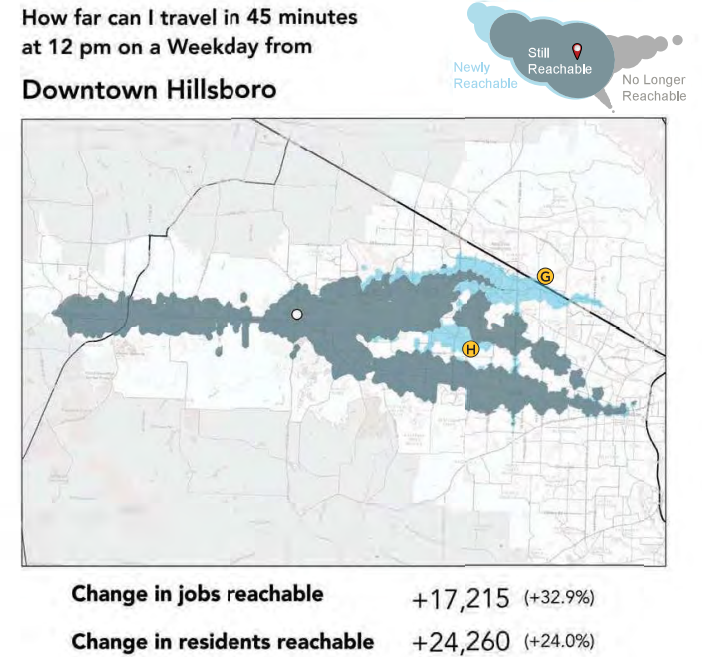 How far can I travel in 45 minutes
at 12 pm on a Weekday from
Downtown Hillsboro
Newly
Reachable
Still
Reachable
No Longer
Reachable
G
H
Change in jobs reachable +17,215 (+32.9%)
Change in residents reachable +24,260 (+24.0%)